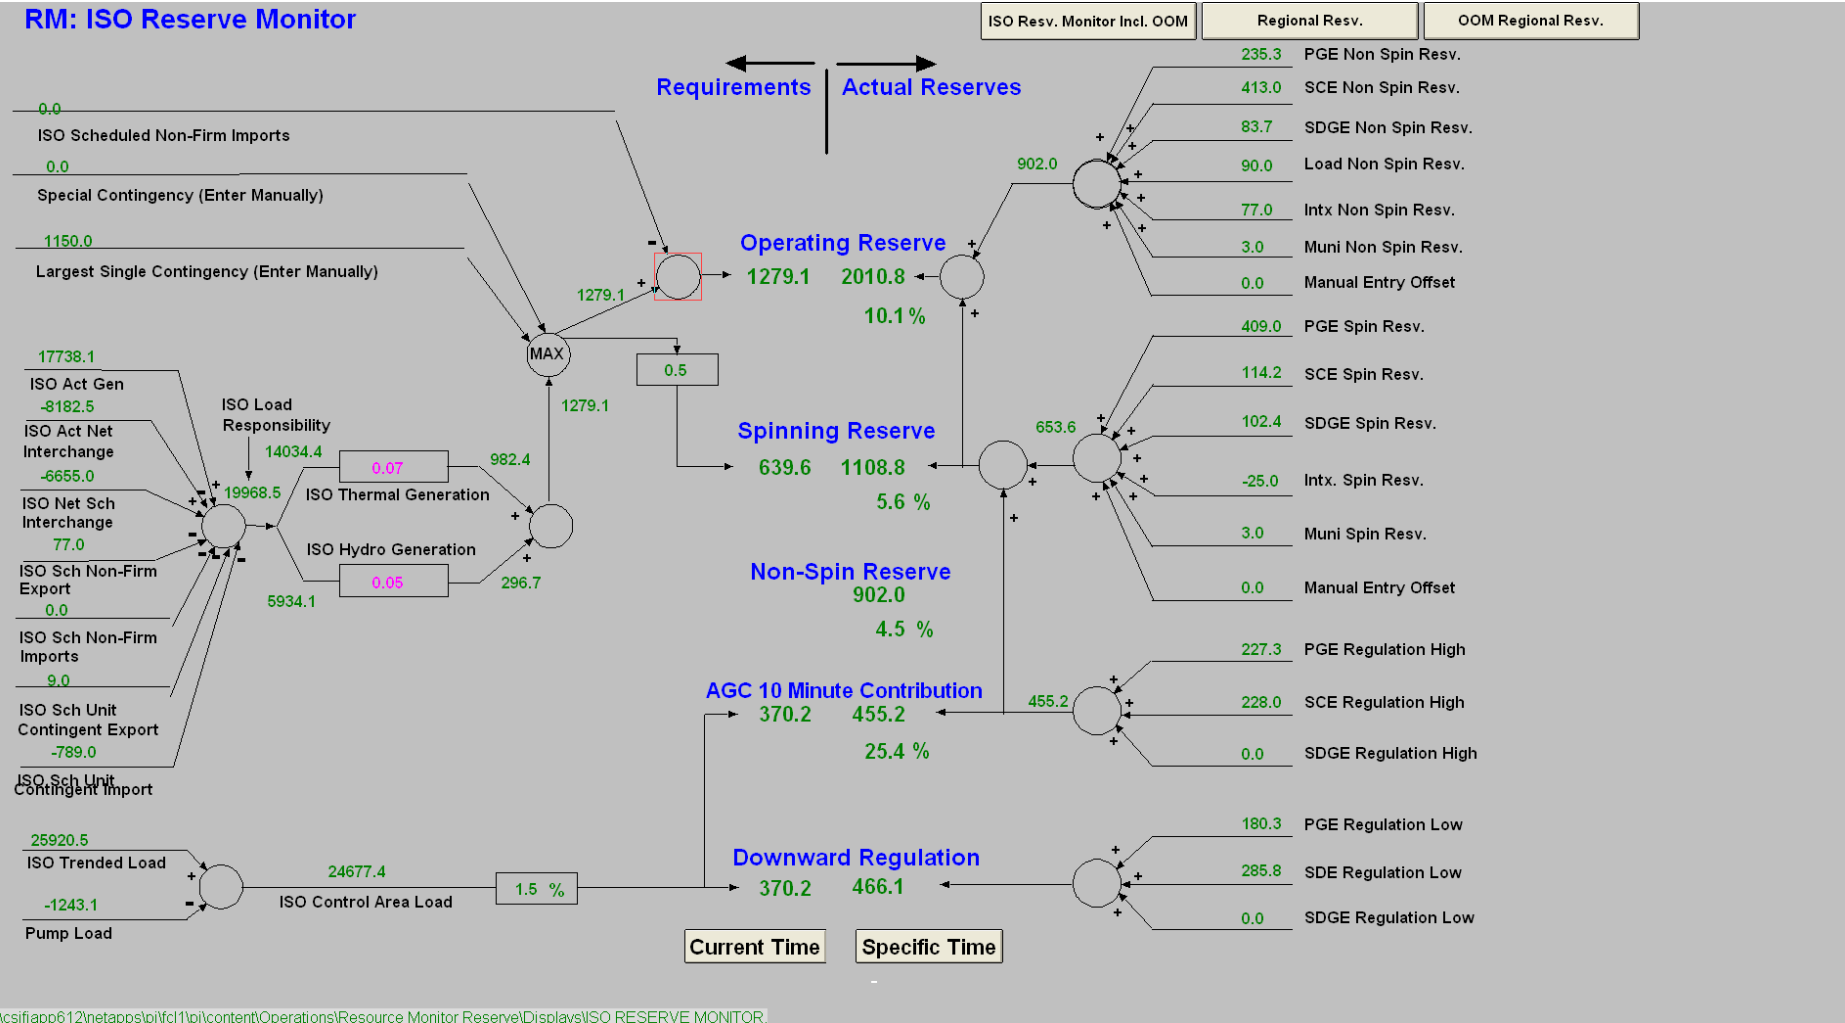 RM: ISO Reserve Monitor
ISO Resv. Monitor Incl. OOM
Regional Resv.
OOM Regional Resv.
Requirements
Actual Reserves
0.0
ISO Scheduled Non-Firm Imports
0.0
Special Contingency (Enter Manually)
1150.0
Largest Single Contingency (Enter Manually)
17738.1
ISO Act Gen
-8182.5
ISO Act Net
Interchange
-6655.0
ISO Net Sch
Interchange
77.0
ISO Sch Non-Firm
Export
0.0
ISO Sch Non-Firm
Imports
9.0
ISO Sch Unit
Contingent Export
-789.0
ISO Sch Unit
Contingent Import
ISO Load
Responsibility
19968.5
14034.4
0.07
ISO Thermal Generation
982.4
ISO Hydro Generation
0.05
5934.1
296.7
1279.1
MAX
1279.1
0.5
25920.5
ISO Trended Load
-1243.1
Pump Load
24677.4
ISO Control Area Load
1.5 %
Operating Reserve
1279.1 2010.8
10.1 %
Spinning Reserve
639.6 1108.8
5.6 %
Non-Spin Reserve
902.0
4.5 %
AGC 10 Minute Contribution
370.2 455.2
25.4 %
Downward Regulation
370.2 466.1
Current Time
Specific Time
902.0
235.3 PGE Non Spin Resv.
413.0 SCE Non Spin Resv.
83.7 SDGE Non Spin Resv.
90.0 Load Non Spin Resv.
77.0 Intx Non Spin Resv.
3.0 Muni Non Spin Resv.
0.0 Manual Entry Offset
653.6
409.0 PGE Spin Resv.
114.2 SCE Spin Resv.
102.4 SDGE Spin Resv.
-25.0 Intx. Spin Resv.
3.0 Muni Spin Resv.
0.0 Manual Entry Offset
455.2
227.3 PGE Regulation High
228.0 SCE Regulation High
0.0 SDGE Regulation High
180.3 PGE Regulation Low
285.8 SDE Regulation Low
0.0 SDGE Regulation Low
\csifiapp612\netapps\pi\fcl1\pi\content\Operations\Resource Monitor Reserve\Displays\ISO RESERVE MONITOR.